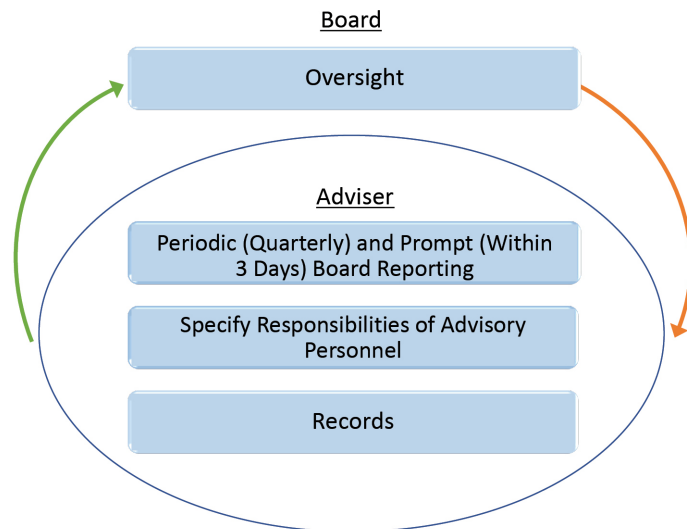 Board
Oversight
Adviser
Periodic (Quarterly) and Prompt (Within
3 Days) Board Reporting
Specify Responsibilities of Advisory
Personnel
Records